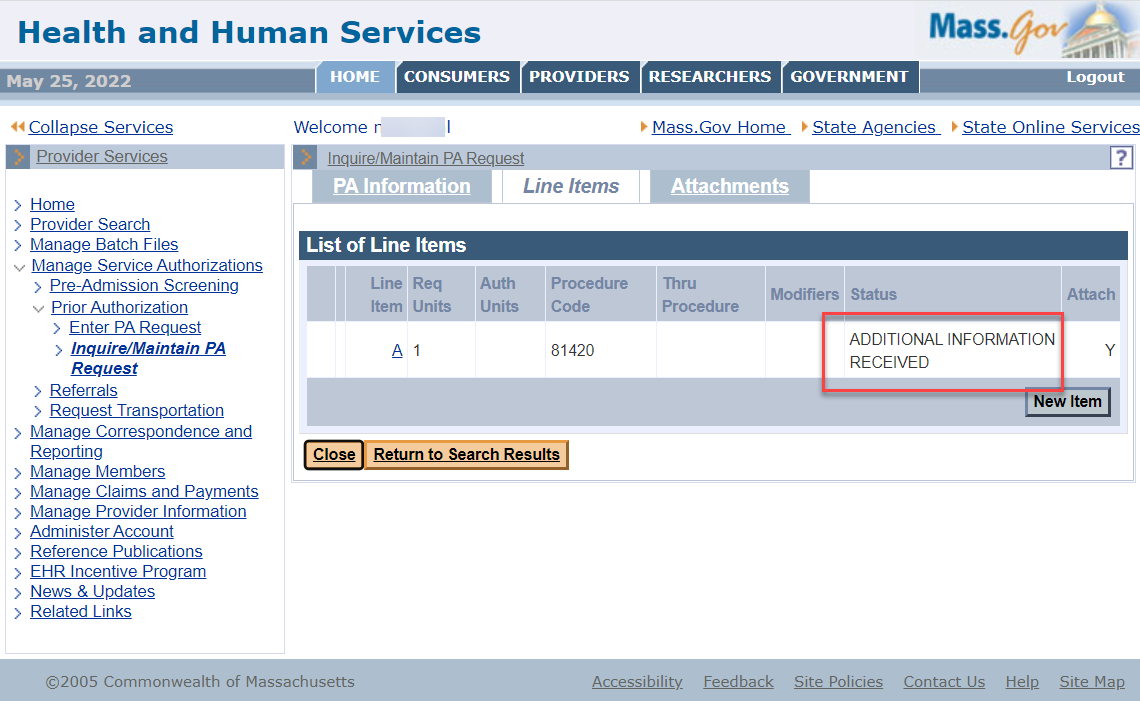 Health and Human Services
Mass.Gov
May 25, 2022
HOME CONSUMERS PROVIDERS RESEARCHERS GOVERNMENT Logout
Collapse Services
Welcome
Mass.Gov Home State Agencies State Online Services
Provider Services
Home
Provider Search
Manage Batch Files
Manage Service Authorizations
Pre-Admission Screening
Prior Authorization
Enter PA Request
Inquire/Maintain PA
Request
Referrals
Request Transportation
Manage Correspondence and
Reporting
Manage Members
Manage Claims and Payments
Manage Provider Information
Administer Account
Reference Publications
EHR Incentive Program
News & Updates
Related Links
Inquire/Maintain PA Request ?
PA Information Line Items Attachments
List of Line Items
Line Item Req Units Auth Units Procedure Code Thru Procedure Modifiers Status Attach
A 1 81420 ADDITIONAL INFORMATION RECEIVED Y
New Item
Close Return to Search Results
©2005 Commonwealth of Massachusetts
Accessibility Feedback Site Policies Contact Us Help Site Map